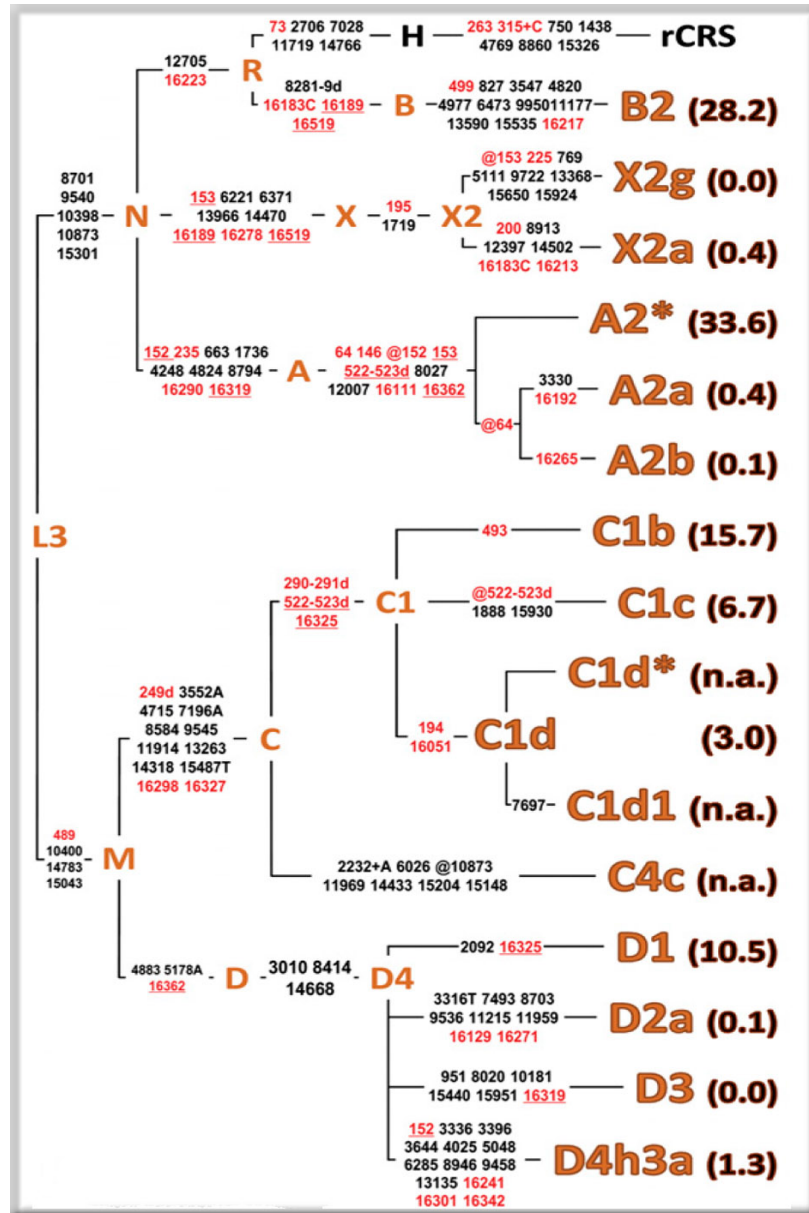 73 2706 7028
11719 14766
H
263 315+C 750 1438
4769 8860 15326
rCRS
12705
16223
R
8281-9d
16183C 16189
16519
B
499 827 3547 4820
4977 6473 995011177
13590 15535 16217
B2 (28.2)
8701
9540
10398
10873
15301
N
153 6221 6371
13966 14470
16189 16278 16519
X
195
1719
X2
@153 225 769
5111 9722 13368
15650 15924
X2g (0.0)
200 8913
12397 14502
16183C 16213
X2a (0.4)
152 235 663 1736
4248 4824 8794
16290 16319
A
64 146 @152 153
522-523d 8027
12007 16111 16362
A2* (33.6)
@64
3330
16192
A2a (0.4)
16265
A2b (0.1)
L3
493
C1b (15.7)
290-291d
522-523d
16325
C1
@522-523d
1888 15930
C1c (6.7)
C1d* (n.a.)
194
16051
C1d (3.0)
7697
C1d1 (n.a.)
249d 3552A
4715 7196A
8584 9545
11914 13263
14318 15487T
16298 16327
C
2232+A 6026 @10873
11969 14433 15204 15148
C4c (n.a.)
489
10400
14783
15043
M
4883 5178A
16362
D
3010 8414
14668
D4
2092 16325
D1 (10.5)
3316T 7493 8703
9536 11215 11959
16129 16271
D2a (0.1)
951 8020 10181
15440 15951 16319
D3 (0.0)
152 3336 3396
3644 4025 5048
6285 8946 9458
13135 16241
16301 16342
D4h3a (1.3)